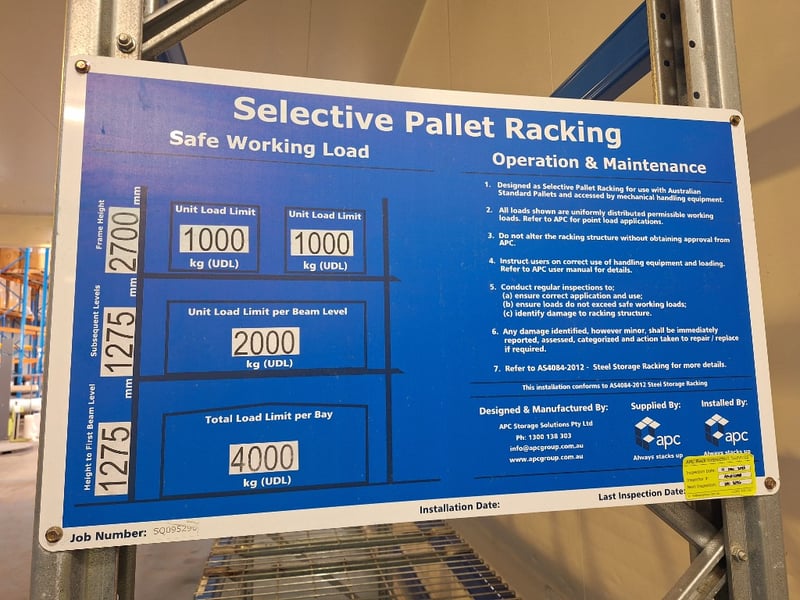 Selective Pallet Racking
Safe Working Load
Frame Height
2700
mm
Subsequent Levels
1275
mm
Height to First Beam Level
1275
mm
Unit Load Limit
1000
kg (UDL)
Unit Load Limit
1000
kg (UDL)
Unit Load Limit per Beam Level
2000
kg (UDL)
Total Load Limit per Bay
4000
kg (UDL)
Operation & Maintenance
1. Designed as Selective Pallet Racking for use with Australian
Standard Pallets and accessed by mechanical handling equipment.
2. All loads shown are uniformly distributed permissible working
loads. Refer to APC for point load applications.
3. Do not alter the racking structure without obtaining approval from
APC.
4. Instruct users on correct use of handling equipment and loading.
Refer to APC user manual for details.
5. Conduct regular inspections to;
(a) ensure correct application and use;
(b) ensure loads do not exceed safe working loads;
(c) identify damage to racking structure.
6. Any damage identified, however minor, shall be immediately
reported, assessed, categorized and action taken to repair / replace
if required.
7. Refer to AS4084-2012 - Steel Storage Racking for more details.
This installation conforms to AS4084-2012 Steel Storage Racking
Designed & Manufactured By:
APC Storage Solutions Pty Ltd
Ph: 1300 138 303
info@apcgroup.com.au
www.apcgroup.com.au
Supplied By:
apc
Always stacks up
Installed By:
apc
Always stacks up
Job Number: SQ095290
Installation Date:
Last Inspection Date:
Inspection Date
Next Inspection